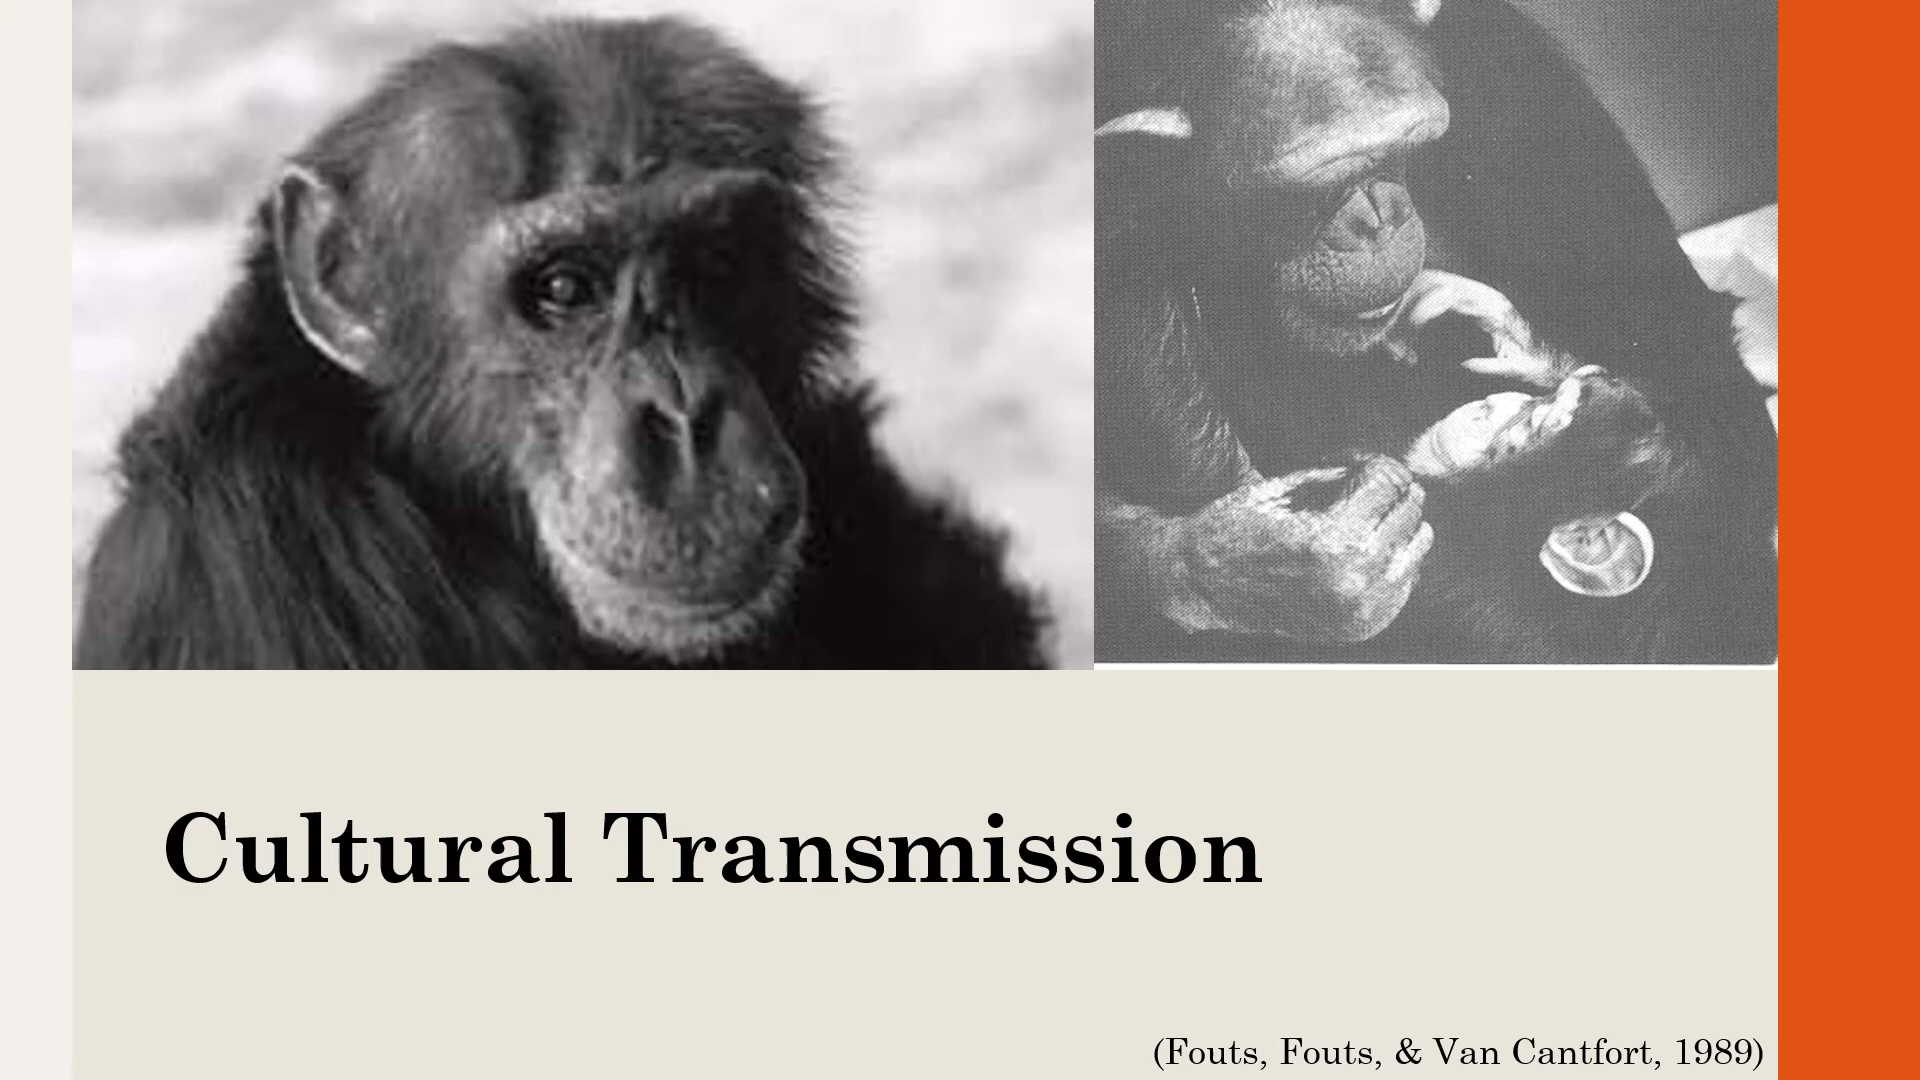 Cultural Transmission
(Fouts, Fouts, & Van Cantfort, 1989)